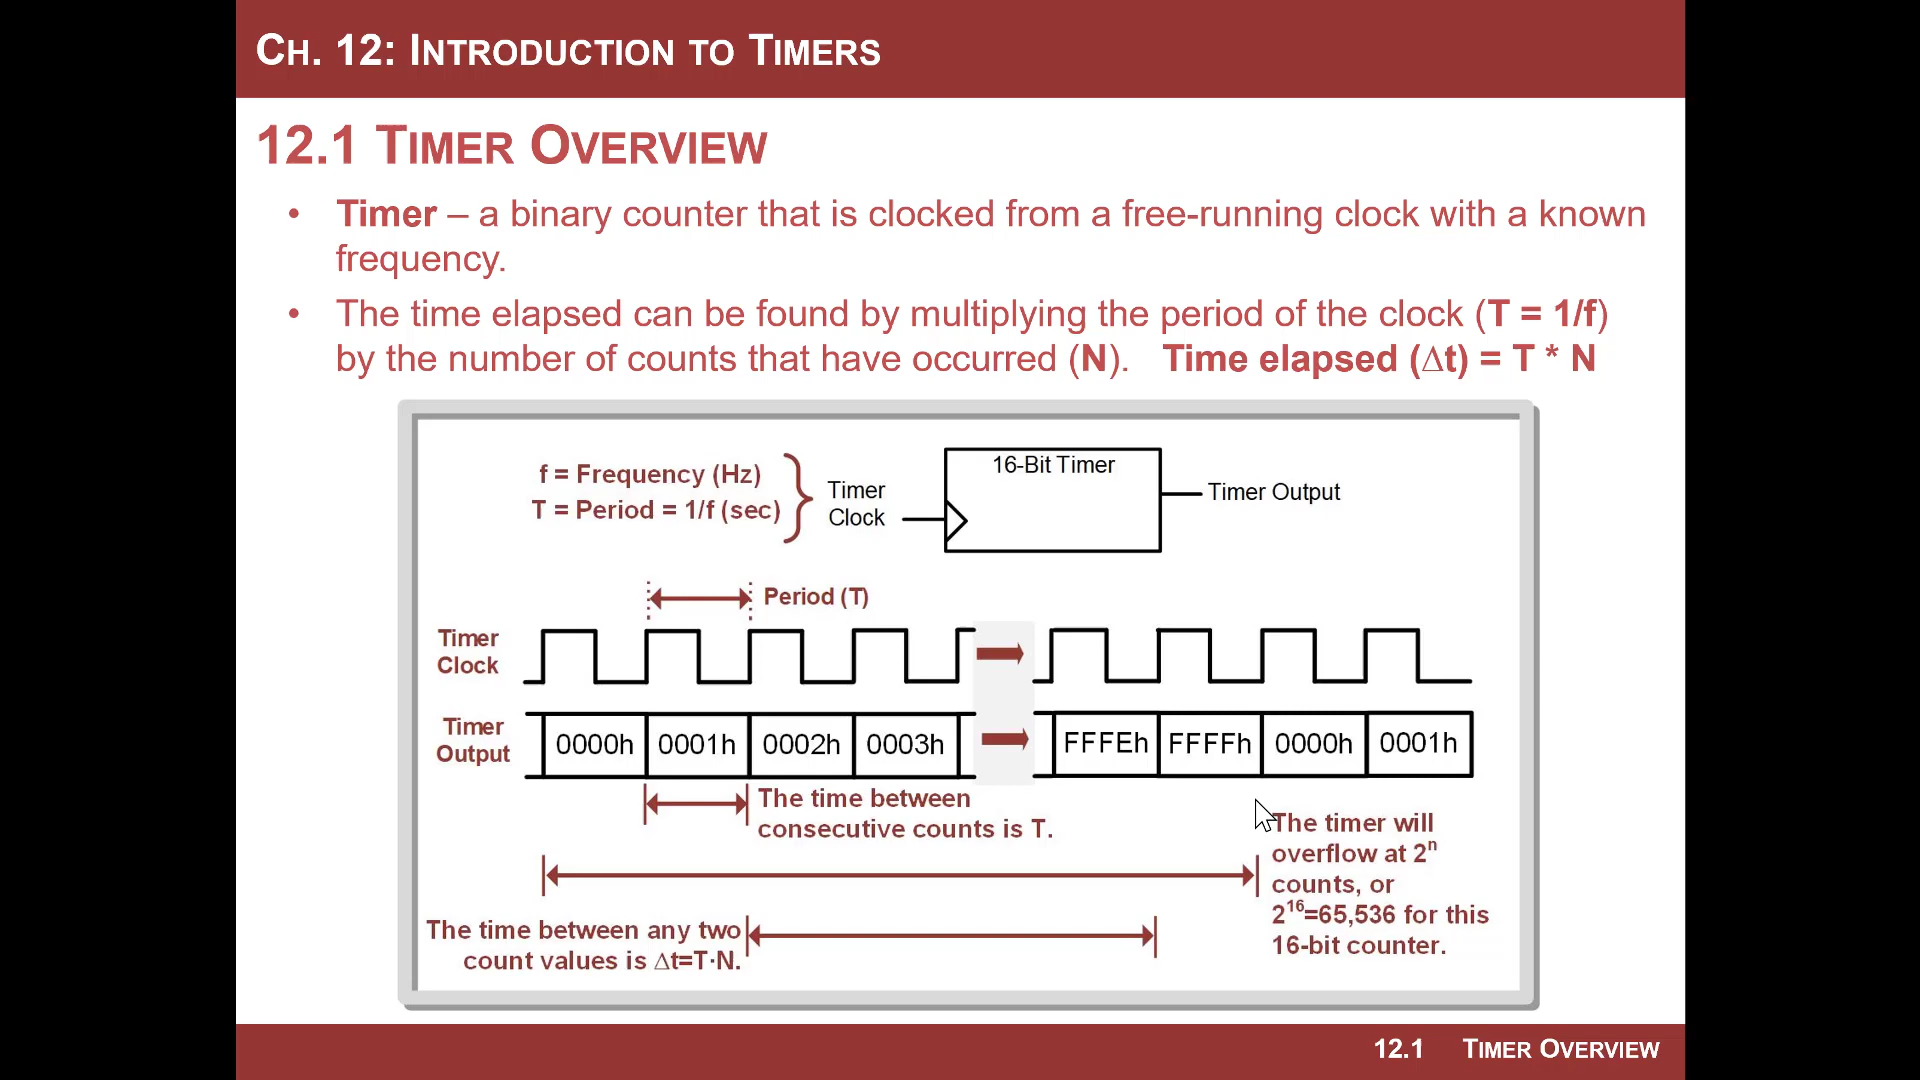 CH. 12: INTRODUCTION TO TIMERS
12.1 TIMER OVERVIEW
• Timer – a binary counter that is clocked from a free-running clock with a known
frequency.
• The time elapsed can be found by multiplying the period of the clock (T = 1/f)
by the number of counts that have occurred (N). Time elapsed (∆t) = T * N
f = Frequency (Hz)
T = Period = 1/f (sec)
Timer
Clock
16-Bit Timer
Timer Output
Period (T)
Timer
Clock
Timer
Output
0000h 0001h 0002h 0003h FFFEh FFFFh 0000h 0001h
The time between
consecutive counts is T.
The timer will
overflow at 2ⁿ
counts, or
2¹⁶=65,536 for this
16-bit counter.
The time between any two
count values is ∆t=T·N.
12.1 TIMER OVERVIEW